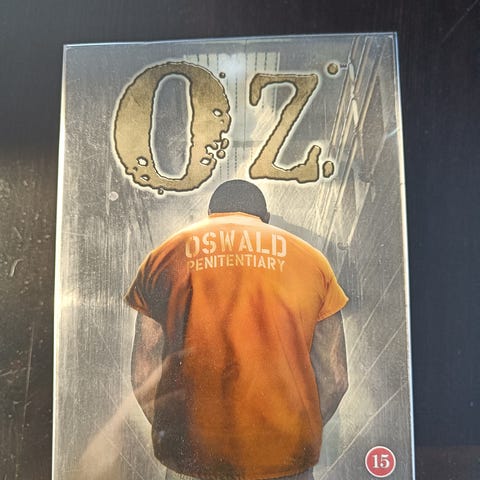 OZ.
OSWALD
PENITENTIARY
15